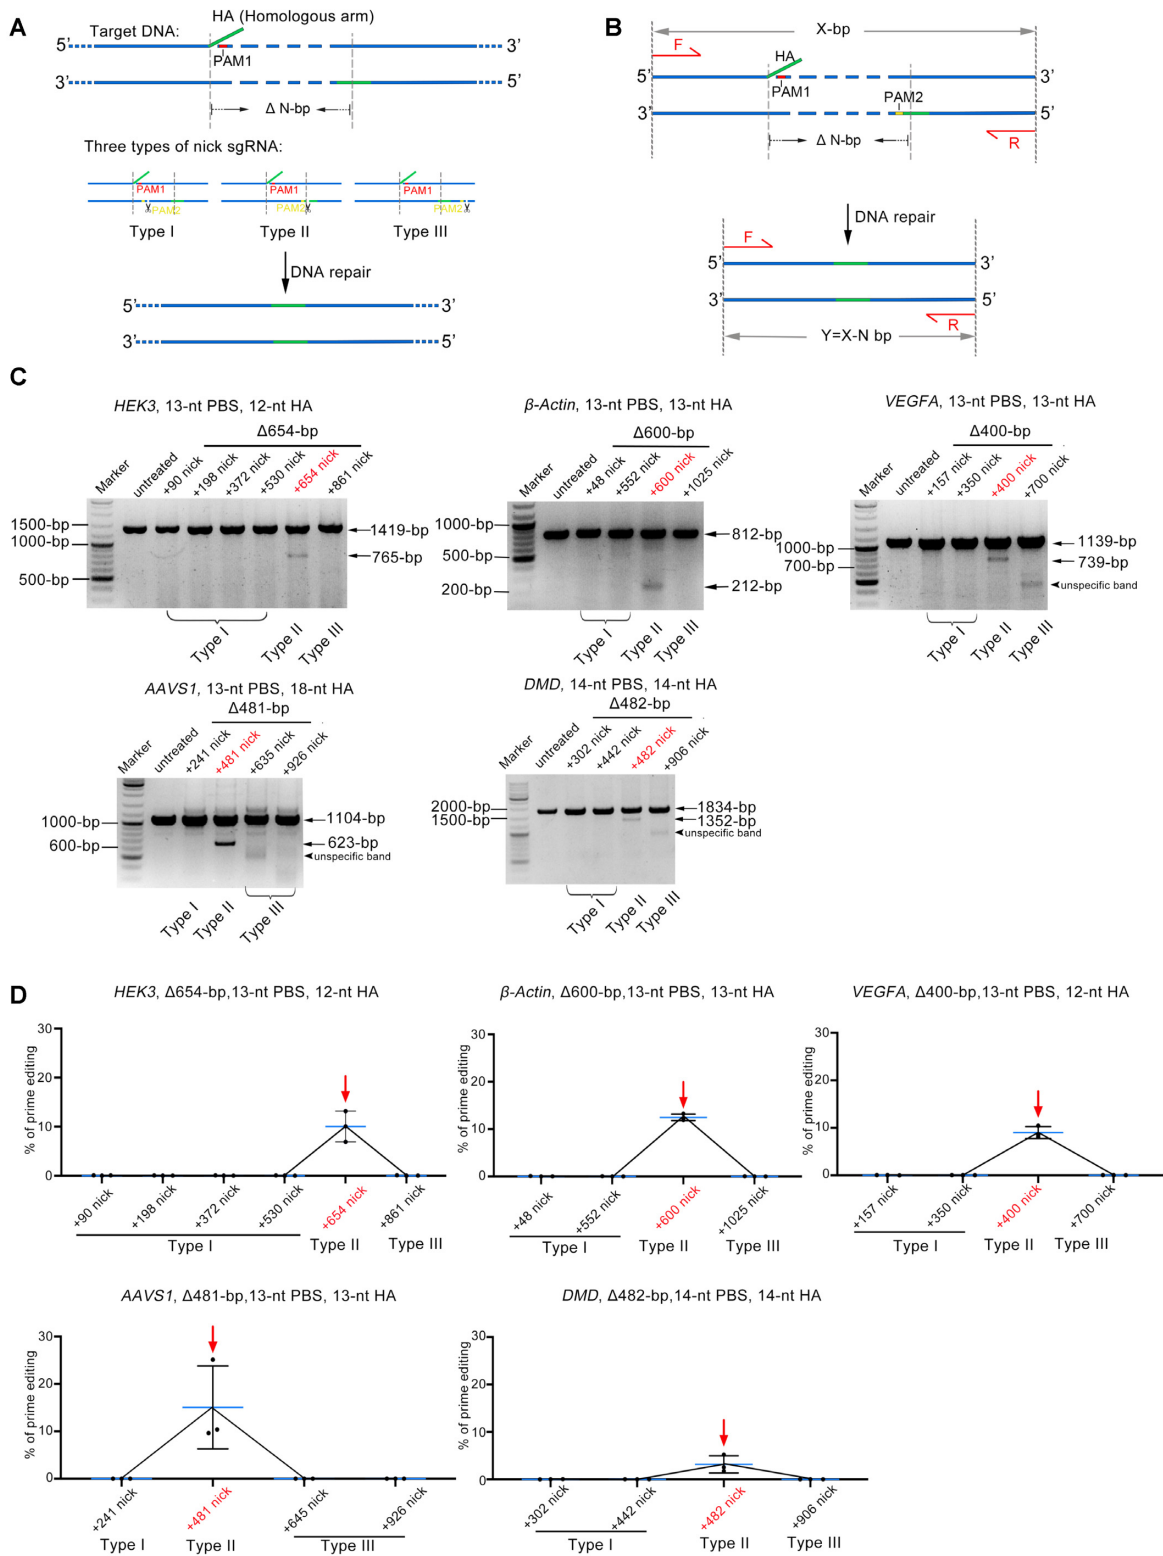 A
HA (Homologous arm)
Target DNA:
5' 3'
PAM1
3' 5'
Δ N-bp
Three types of nick sgRNA:
PAM1 PAM1 PAM1
PAM2 PAM2 PAM2
Type I Type II Type III
DNA repair
5' 3'
3' 5'
B
X-bp
F
HA
5' 3'
PAM1 PAM2
3' 5'
Δ N-bp
R
DNA repair
F
5' 3'
3' 5'
R
Y=X-N bp
C
HEK3, 13-nt PBS, 12-nt HA
Δ654-bp
Marker
untreated
+90 nick
+198 nick
+372 nick
+530 nick
+654 nick
+861 nick
1500-bp
1000-bp
500-bp
1419-bp
765-bp
Type I
Type II
Type III
β-Actin, 13-nt PBS, 13-nt HA
Δ600-bp
Marker
untreated
+48 nick
+552 nick
+600 nick
+1025 nick
1000-bp
500-bp
200-bp
812-bp
212-bp
Type I
Type II
Type III
VEGFA, 13-nt PBS, 13-nt HA
Δ400-bp
Marker
untreated
+157 nick
+350 nick
+400 nick
+700 nick
1000-bp
700-bp
1139-bp
739-bp
unspecific band
Type I
Type II
Type III
AAVS1, 13-nt PBS, 18-nt HA
Δ481-bp
Marker
untreated
+241 nick
+481 nick
+635 nick
+926 nick
1000-bp
600-bp
1104-bp
623-bp
unspecific band
Type I
Type II
Type III
DMD, 14-nt PBS, 14-nt HA
Δ482-bp
Marker
untreated
+302 nick
+442 nick
+482 nick
+906 nick
2000-bp
1500-bp
1834-bp
1352-bp
unspecific band
Type I
Type II
Type III
D
HEK3, Δ654-bp,13-nt PBS, 12-nt HA
% of prime editing
30
20
10
0
+90 nick
+198 nick
+372 nick
+530 nick
+654 nick
+861 nick
Type I Type II Type III
β-Actin, Δ600-bp,13-nt PBS, 13-nt HA
% of prime editing
30
20
10
0
+48 nick
+552 nick
+600 nick
+1025 nick
Type I Type II Type III
VEGFA, Δ400-bp,13-nt PBS, 12-nt HA
% of prime editing
30
20
10
0
+157 nick
+350 nick
+400 nick
+700 nick
Type I Type II Type III
AAVS1, Δ481-bp,13-nt PBS, 13-nt HA
% of prime editing
30
20
10
0
+241 nick
+481 nick
+645 nick
+926 nick
Type I Type II Type III
DMD, Δ482-bp,14-nt PBS, 14-nt HA
% of prime editing
30
20
10
0
+302 nick
+442 nick
+482 nick
+906 nick
Type I Type II Type III